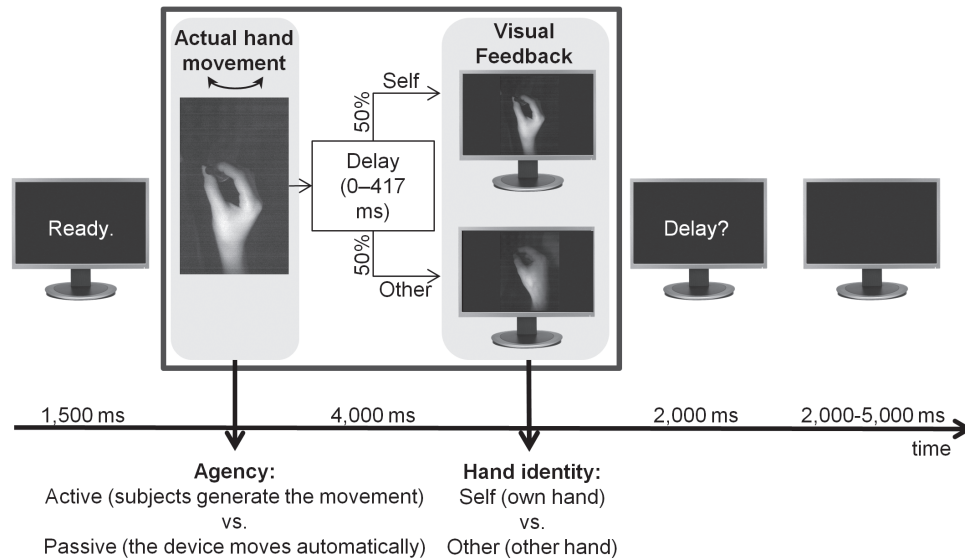 Actual hand
movement
Visual
Feedback
Self
50%
Delay
(0–417
ms)
50%
Other
Ready.
Delay?
1,500 ms
4,000 ms
2,000 ms
2,000-5,000 ms
time
Agency:
Active (subjects generate the movement)
vs.
Passive (the device moves automatically)
Hand identity:
Self (own hand)
vs.
Other (other hand)